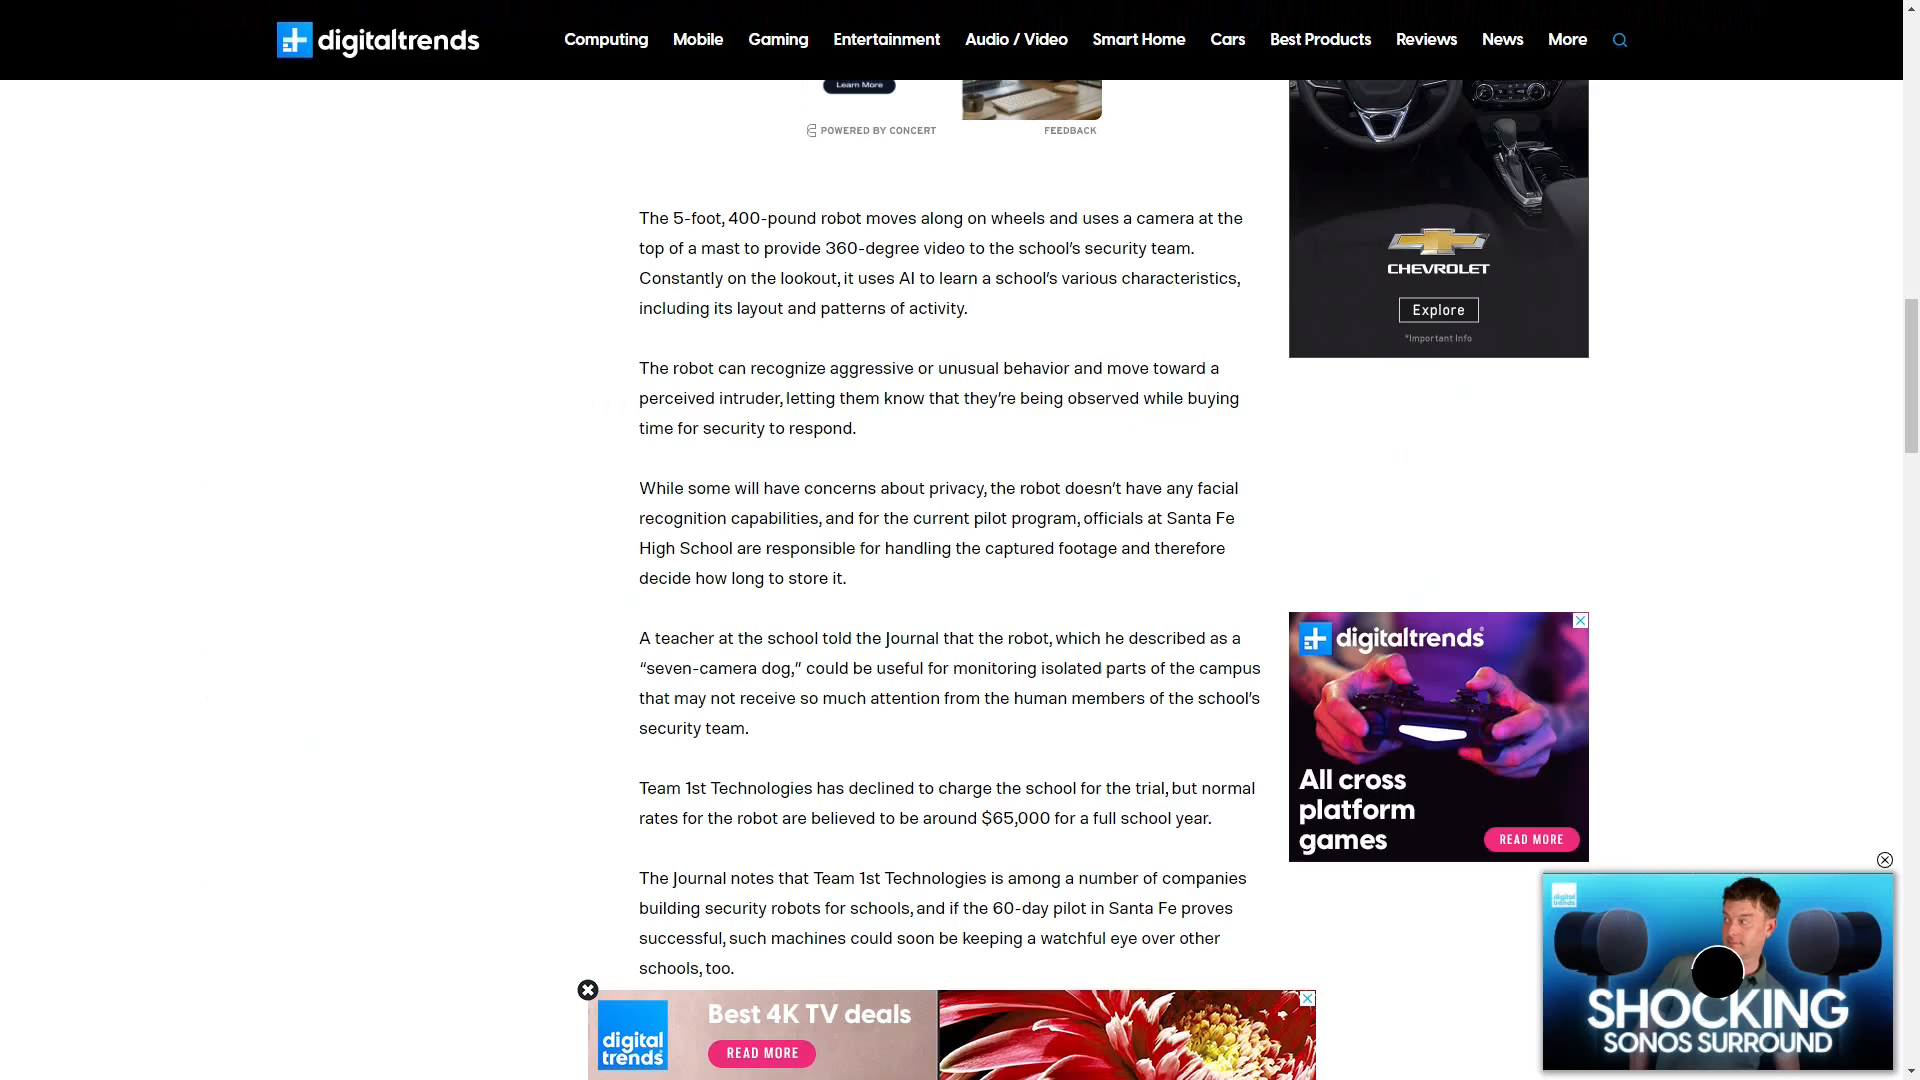 digitaltrends
Computing Mobile Gaming Entertainment Audio / Video Smart Home Cars Best Products Reviews News More
Learn More
POWERED BY CONCERT
FEEDBACK
The 5-foot, 400-pound robot moves along on wheels and uses a camera at the
top of a mast to provide 360-degree video to the school’s security team.
Constantly on the lookout, it uses AI to learn a school’s various characteristics,
including its layout and patterns of activity.
The robot can recognize aggressive or unusual behavior and move toward a
perceived intruder, letting them know that they’re being observed while buying
time for security to respond.
While some will have concerns about privacy, the robot doesn’t have any facial
recognition capabilities, and for the current pilot program, officials at Santa Fe
High School are responsible for handling the captured footage and therefore
decide how long to store it.
A teacher at the school told the Journal that the robot, which he described as a
“seven-camera dog,” could be useful for monitoring isolated parts of the campus
that may not receive so much attention from the human members of the school’s
security team.
Team 1st Technologies has declined to charge the school for the trial, but normal
rates for the robot are believed to be around $65,000 for a full school year.
The Journal notes that Team 1st Technologies is among a number of companies
building security robots for schools, and if the 60-day pilot in Santa Fe proves
successful, such machines could soon be keeping a watchful eye over other
schools, too.
CHEVROLET
Explore
*Important Info
digitaltrends
All cross
platform
games
READ MORE
digital
trends
SHOCKING
SONOS SURROUND
digital
trends
Best 4K TV deals
READ MORE